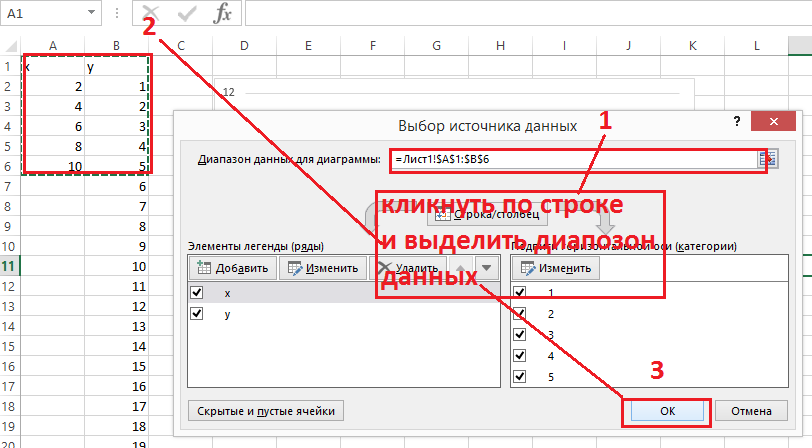 A1
fx
A B C D E F G H I J K L
1 x y
2 2 1
3 4 2
4 6 3
5 8 4
6 10 5
7 6
8 7
9 8
10 9
11 10
12 11
13 12
14 13
15 14
16 15
17 16
18 17
19 18
20 19
12
2
1
Выбор источника данных
?
Диапазон данных для диаграммы:
=Лист1!$A$1:$B$6
кликнуть по строке
и выделить диапозон
данных
Строка/столбец
Элементы легенды (ряды)
Подписи горизонтальной оси (категории)
Добавить
Изменить
Удалить
Изменить
x
y
1
2
3
4
5
3
Скрытые и пустые ячейки
ОК
Отмена